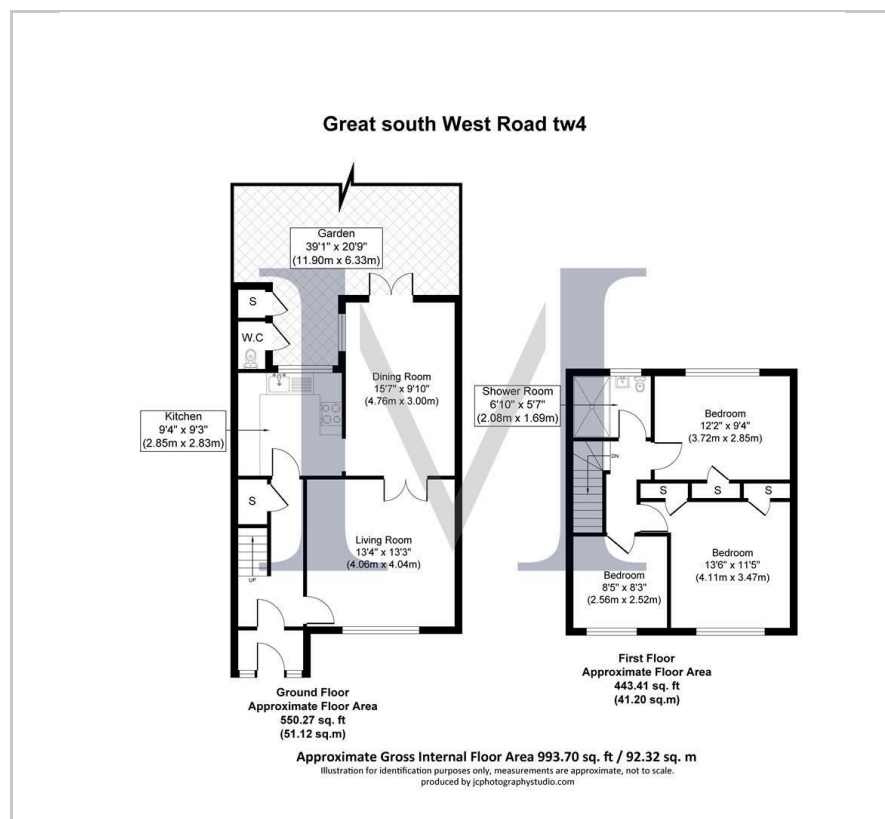 Great south West Road tw4
Garden
39'1" x 20'9"
(11.90m x 6.33m)
S
W.C
Dining Room
15'7" x 9'10"
(4.76m x 3.00m)
Kitchen
9'4" x 9'3"
(2.85m x 2.83m)
S
Living Room
13'4" x 13'3"
(4.06m x 4.04m)
UP
Ground Floor
Approximate Floor Area
550.27 sq. ft
(51.12 sq.m)
Shower Room
6'10" x 5'7"
(2.08m x 1.69m)
Bedroom
12'2" x 9'4"
(3.72m x 2.85m)
DN
S
S
S
Bedroom
13'6" x 11'5"
(4.11m x 3.47m)
Bedroom
8'5" x 8'3"
(2.56m x 2.52m)
First Floor
Approximate Floor Area
443.41 sq. ft
(41.20 sq.m)
Approximate Gross Internal Floor Area 993.70 sq. ft / 92.32 sq. m
Illustration for identification purposes only, measurements are approximate, not to scale.
produced by jcphotographystudio.com
IMI